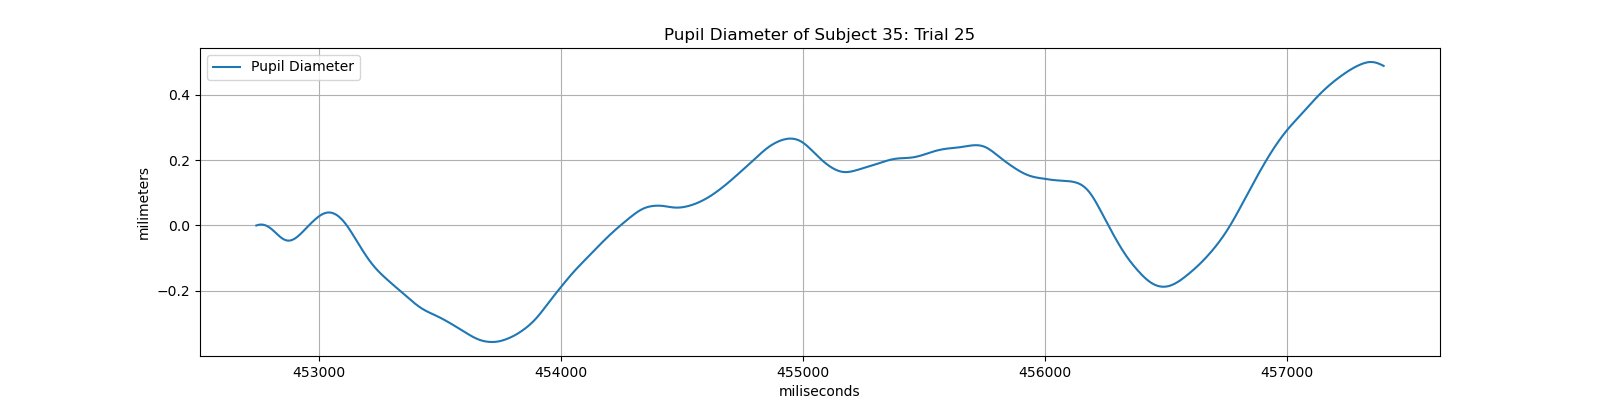 Pupil Diameter of Subject 35: Trial 25
Pupil Diameter
0.4
0.2
0.0
−0.2
milimeters
453000 454000 455000 456000 457000
miliseconds